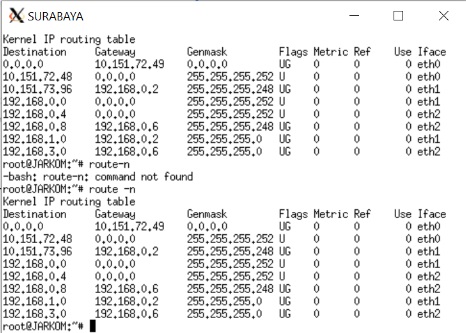 SURABAYA
Kernel IP routing table
Destination Gateway Genmask Flags Metric Ref Use Iface
0.0.0.0 10.151.72.49 0.0.0.0 UG 0 0 0 eth0
10.151.72.48 0.0.0.0 255.255.255.252 U 0 0 0 eth0
10.151.73.96 192.168.0.2 255.255.255.248 UG 0 0 0 eth1
192.168.0.0 0.0.0.0 255.255.255.252 U 0 0 0 eth1
192.168.0.4 0.0.0.0 255.255.255.252 U 0 0 0 eth2
192.168.0.8 192.168.0.6 255.255.255.248 UG 0 0 0 eth2
192.168.1.0 192.168.0.2 255.255.255.0 UG 0 0 0 eth1
192.168.3.0 192.168.0.6 255.255.255.0 UG 0 0 0 eth2
root@JARKOM:~# route-n
-bash: route-n: command not found
root@JARKOM:~# route -n
Kernel IP routing table
Destination Gateway Genmask Flags Metric Ref Use Iface
0.0.0.0 10.151.72.49 0.0.0.0 UG 0 0 0 eth0
10.151.72.48 0.0.0.0 255.255.255.252 U 0 0 0 eth0
10.151.73.96 192.168.0.2 255.255.255.248 UG 0 0 0 eth1
192.168.0.0 0.0.0.0 255.255.255.252 U 0 0 0 eth1
192.168.0.4 0.0.0.0 255.255.255.252 U 0 0 0 eth2
192.168.0.8 192.168.0.6 255.255.255.248 UG 0 0 0 eth2
192.168.1.0 192.168.0.2 255.255.255.0 UG 0 0 0 eth1
192.168.3.0 192.168.0.6 255.255.255.0 UG 0 0 0 eth2
root@JARKOM:~#